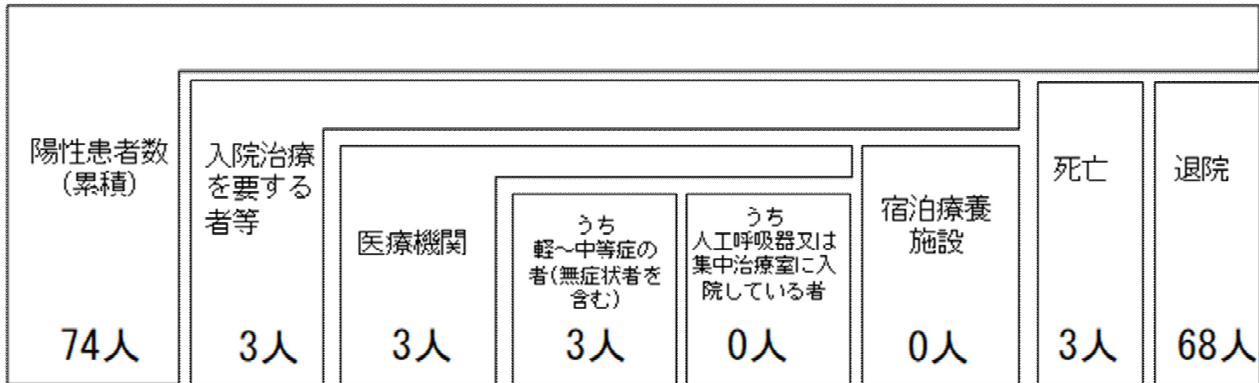 陽性患者数
(累積)
74人
入院治療
を要する
者等
3人
医療機関
3人
うち
軽～中等症の
者(無症状者を
含む)
3人
うち
人工呼吸器又は
集中治療室に入
院している者
0人
宿泊療養
施設
0人
死亡
3人
退院
68人